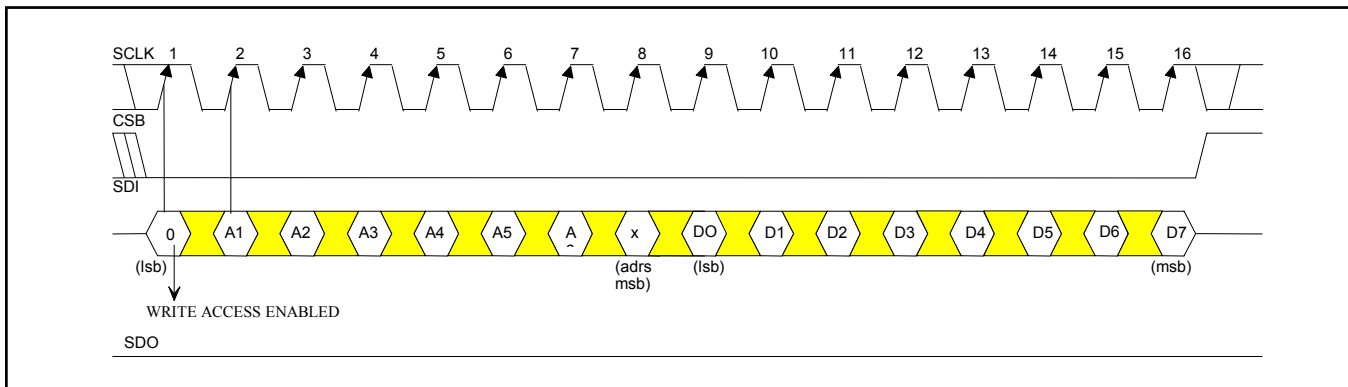 SCLK 1 2 3 4 5 6 7 8 9 10 11 12 13 14 15 16
CSB
SDI
0 A1 A2 A3 A4 A5 A x DO D1 D2 D3 D4 D5 D6 D7
(lsb) (adrs msb) (lsb) (msb)
WRITE ACCESS ENABLED
SDO